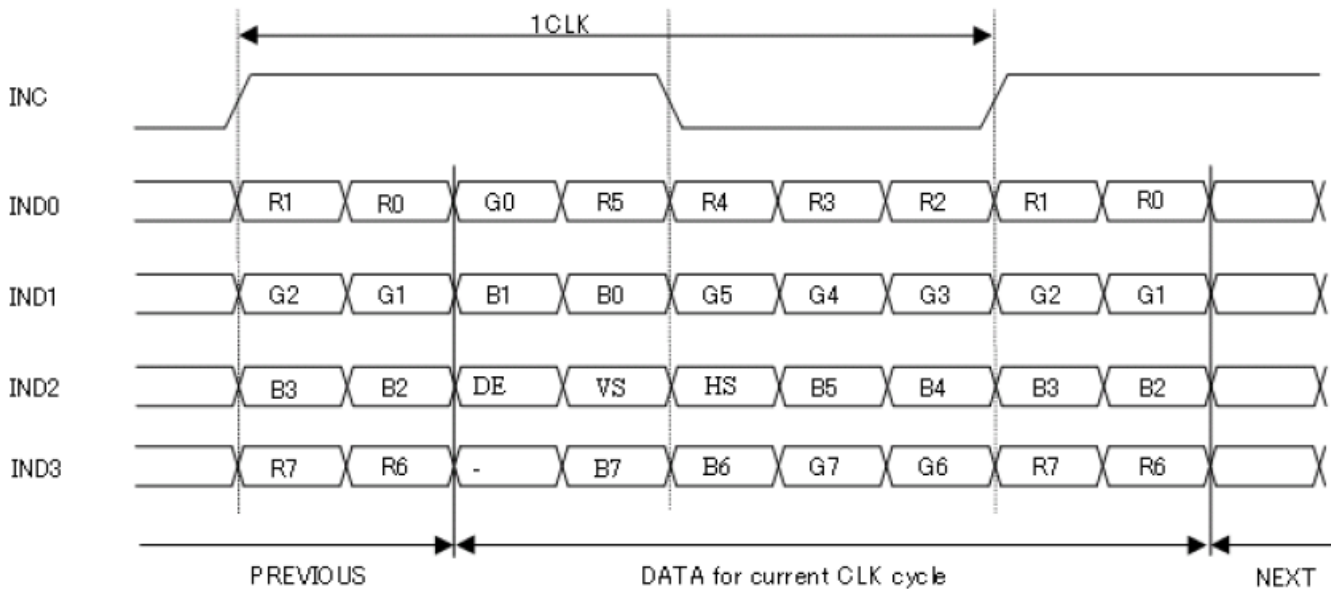 1CLK
INC
IND0 R1 R0 G0 R5 R4 R3 R2 R1 R0
IND1 G2 G1 B1 B0 G5 G4 G3 G2 G1
IND2 B3 B2 DE VS HS B5 B4 B3 B2
IND3 R7 R6 - B7 B6 G7 G6 R7 R6
PREVIOUS DATA for current CLK cycle NEXT